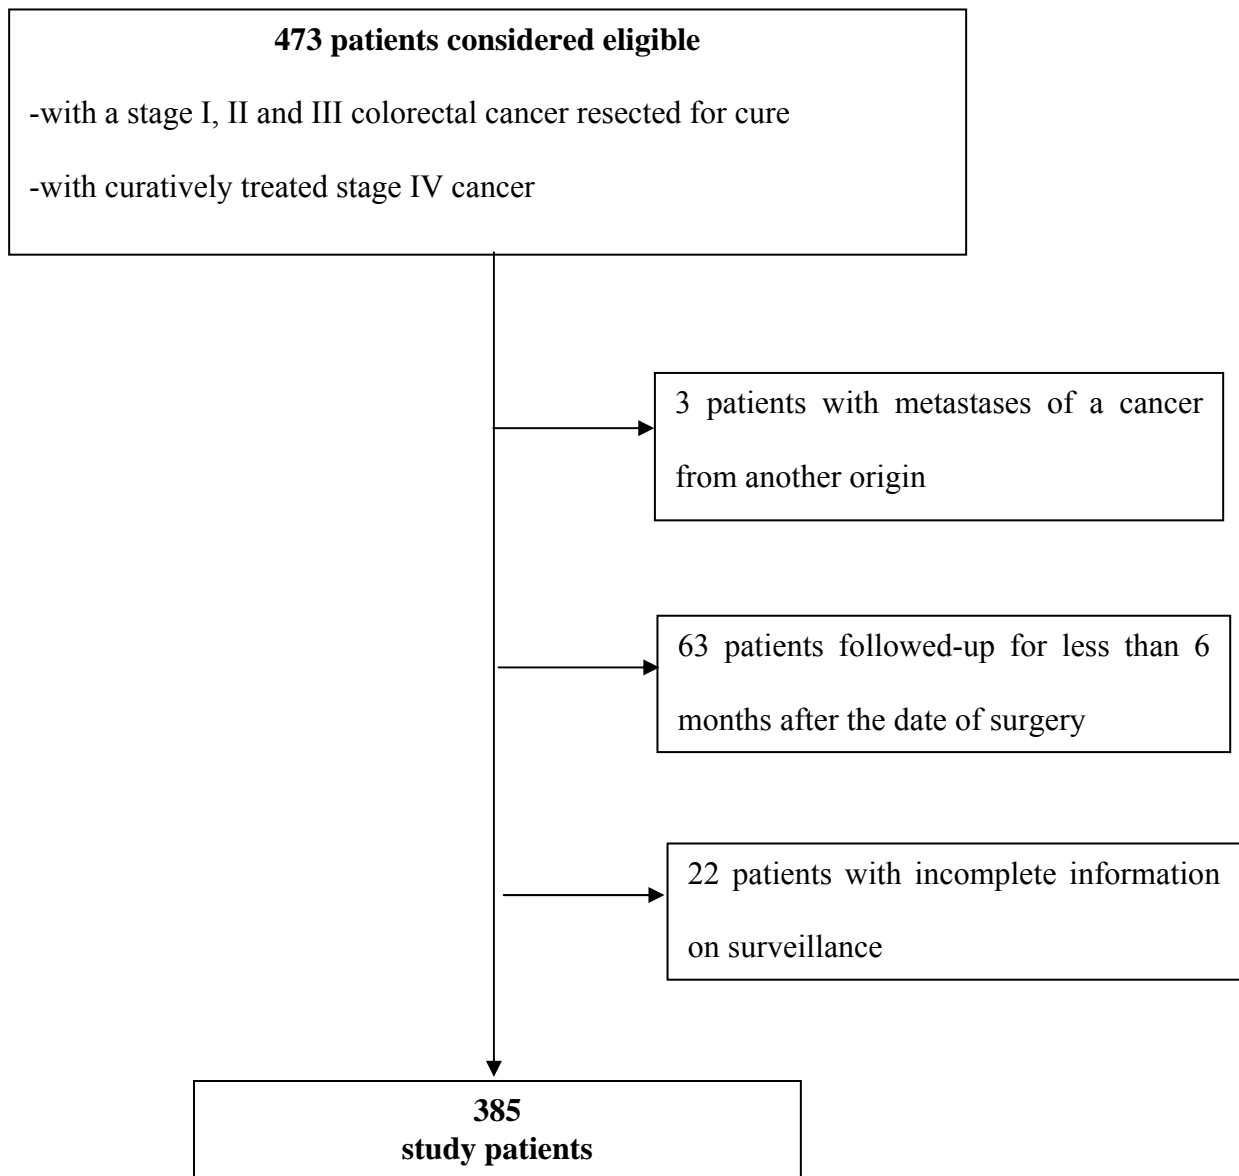 473 patients considered eligible
-with a stage I, II and III colorectal cancer resected for cure
-with curatively treated stage IV cancer
3 patients with metastases of a cancer
from another origin
63 patients followed-up for less than 6
months after the date of surgery
22 patients with incomplete information
on surveillance
385
study patients